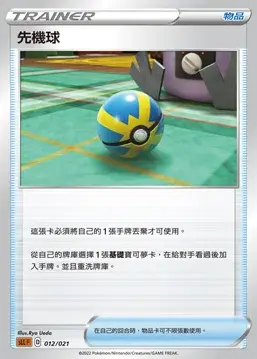 TRAINER
物品
先機球
這張卡必須將自己的1張手牌丟棄才可使用。
從自己的牌庫選擇1張基礎寶可夢卡，在給對手看過後加
入手牌。並且重洗牌庫。
Illus.Ryo Ueda
D 012/021
在自己的回合時，物品卡可不限張數使用。
©2022 Pokémon/Nintendo/Creatures/GAME FREAK.